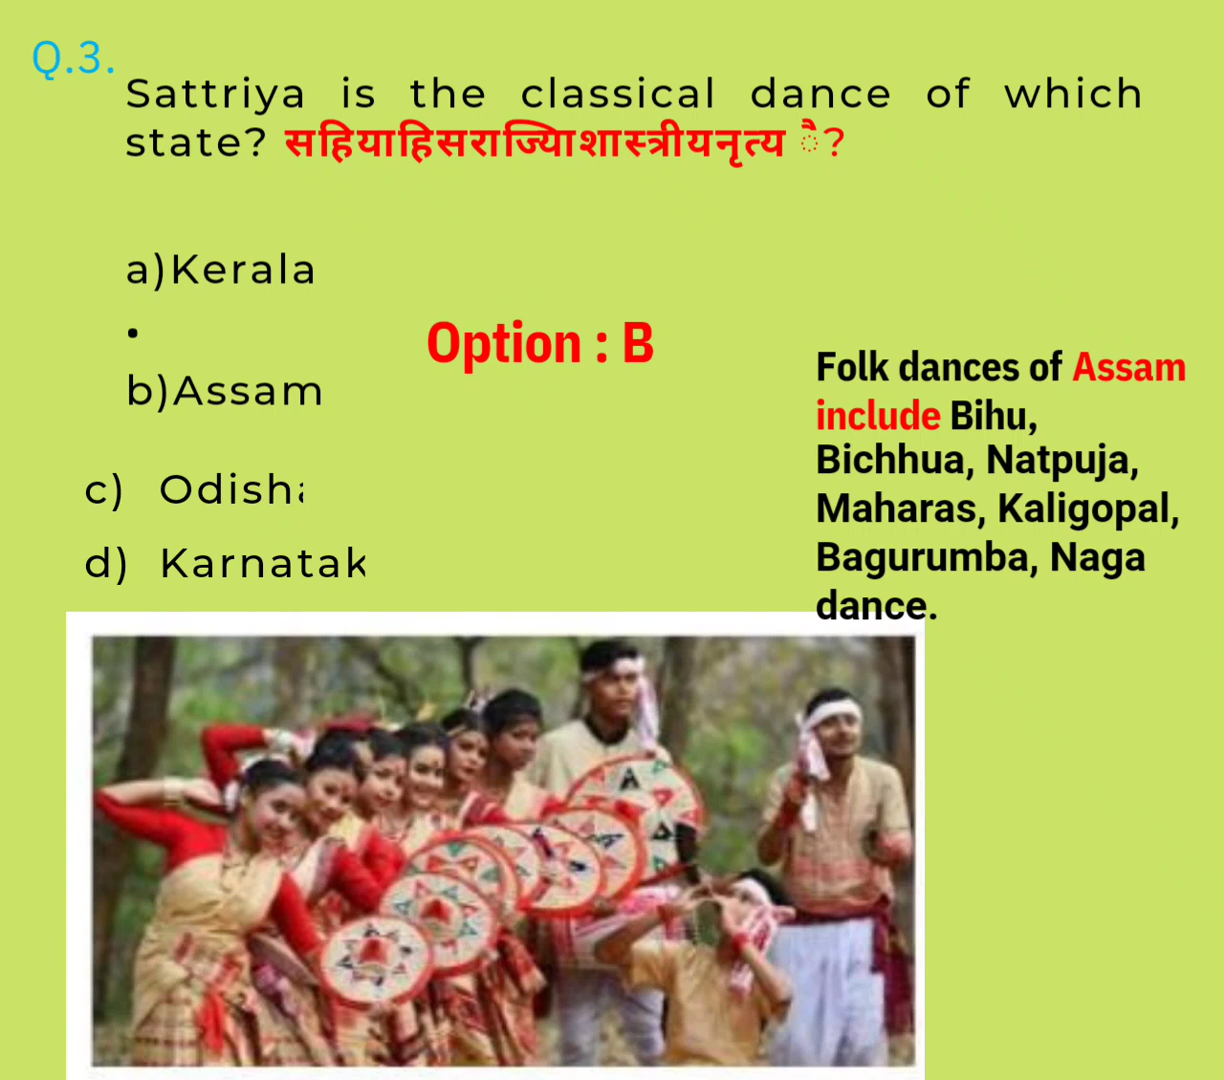 Q.3.
Sattriya is the classical dance of which
state? सहियाहिसराज्यािशास्त्रीयनृत्य ै?
a)Kerala
•
b)Assam
Option : B
c) Odisha
d) Karnatak
Folk dances of Assam
include Bihu,
Bichhua, Natpuja,
Maharas, Kaligopal,
Bagurumba, Naga
dance.